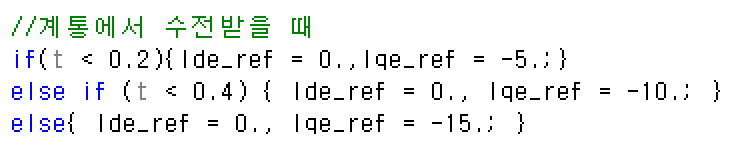 //계통에서 수전받을 때
if(t < 0.2){Ide_ref = 0.,Iqe_ref = -5.;}
else if (t < 0.4) { Ide_ref = 0., Iqe_ref = -10.; }
else{ Ide_ref = 0., Iqe_ref = -15.; }